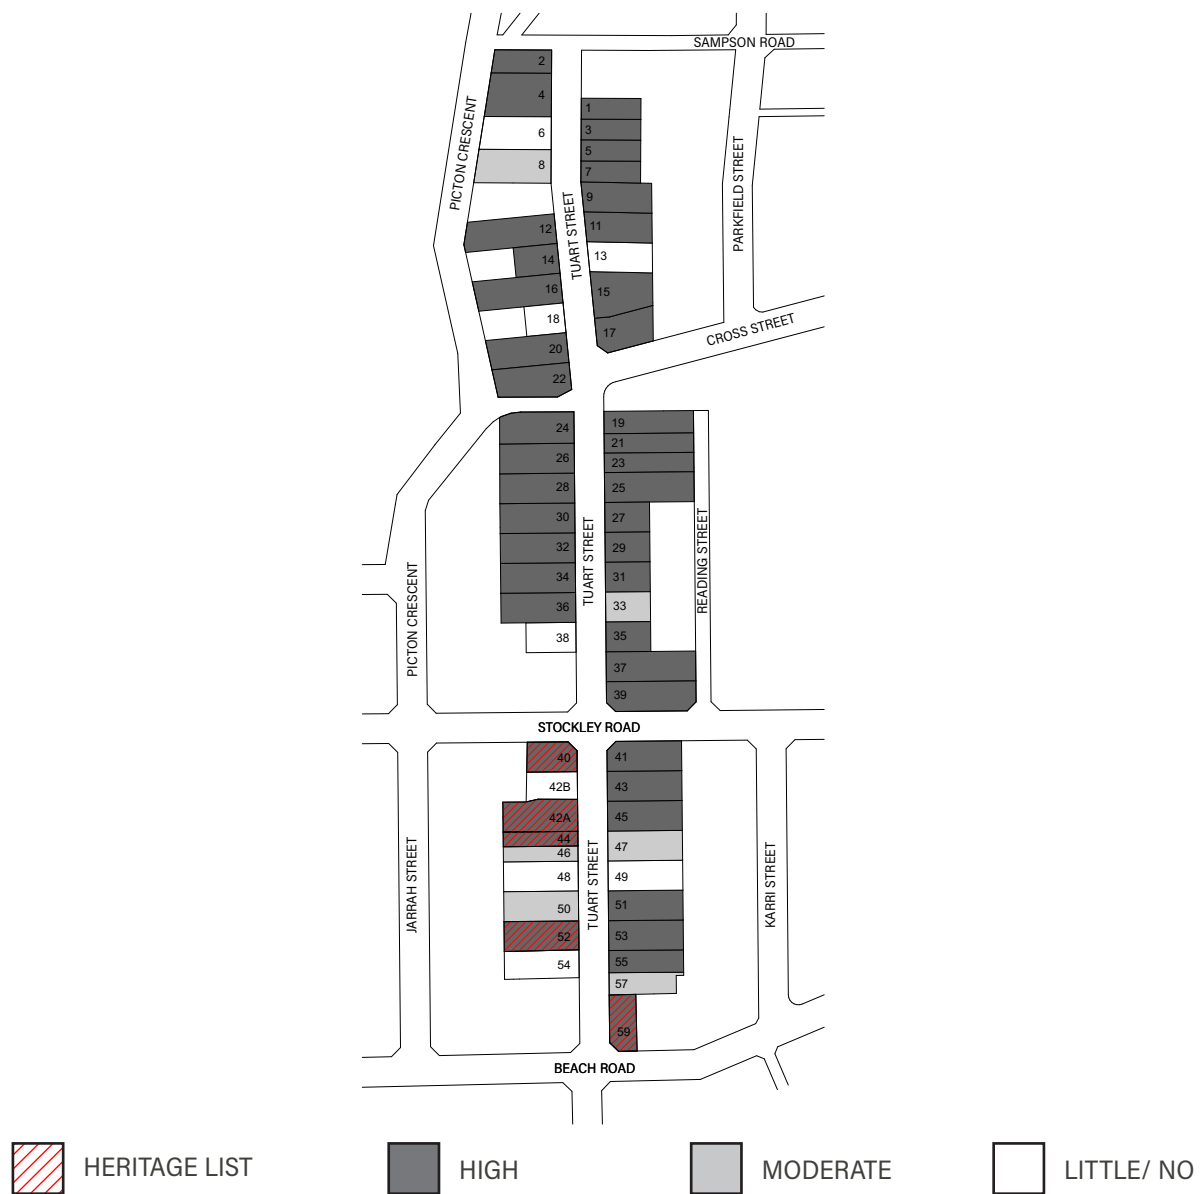 SAMPSON ROAD
PICTON CRESCENT
TUART STREET
PARKFIELD STREET
CROSS STREET
2
4
6
8
12
14
16
18
20
22
1
3
5
7
9
11
13
15
17
24
26
28
30
32
34
36
38
19
21
23
25
27
29
31
33
35
37
39
PICTON CRESCENT
TUART STREET
READING STREET
STOCKLEY ROAD
40
42B
42A
44
46
48
50
52
54
41
43
45
47
49
51
53
55
57
59
JARRAH STREET
TUART STREET
KARRI STREET
BEACH ROAD
HERITAGE LIST
HIGH
MODERATE
LITTLE/ NO